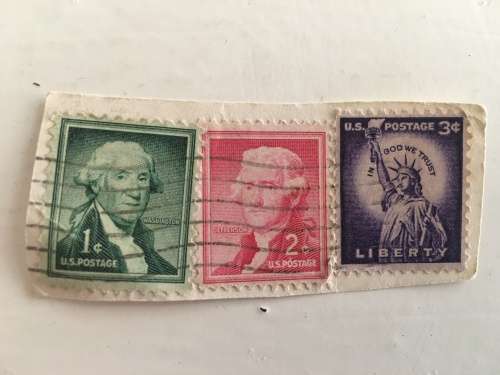 WASHINGTON
1¢
U.S. POSTAGE
JEFFERSON
2¢
U.S. POSTAGE
U.S. POSTAGE 3¢
IN GOD WE TRUST
LIBERTY